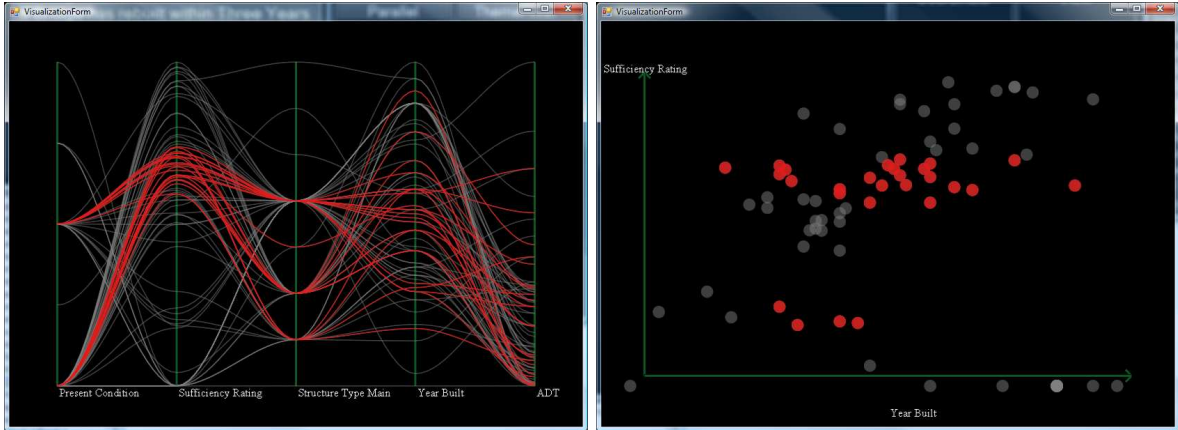 VisualizationForm
Present Condition
Sufficiency Rating
Structure Type Main
Year Built
ADT
VisualizationForm
Sufficiency Rating
Year Built